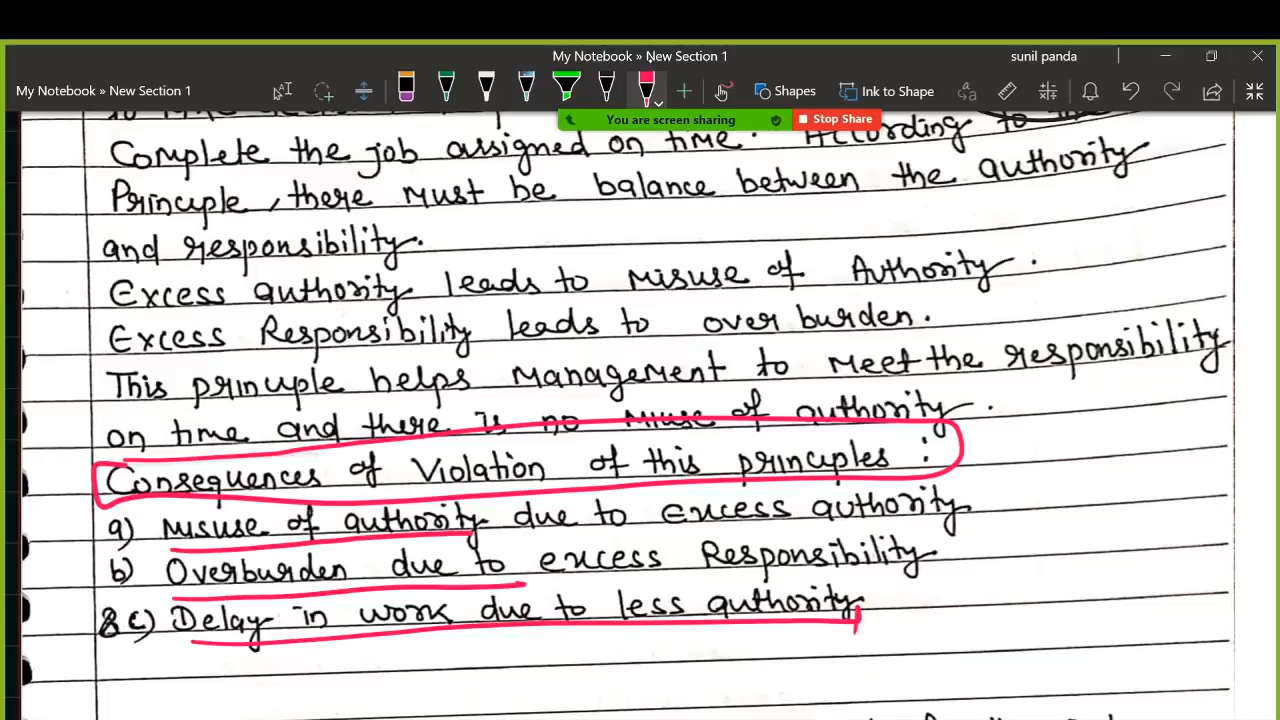 My Notebook » New Section 1
sunil panda
My Notebook » New Section 1
Shapes
Ink to Shape
You are screen sharing
Stop Share
Complete the job assigned on time. According to
Principle, there must be balance between the authority
and responsibility.
Excess authority leads to misuse of Authority.
Excess Responsibility leads to over burden.
This principle helps management to meet the responsibility
on time and there is no misuse of authority.
Consequences of Violation of this principles :
a) Misuse of authority due to excess authority
b) Overburden due to excess Responsibility
& c) Delay in work due to less authority